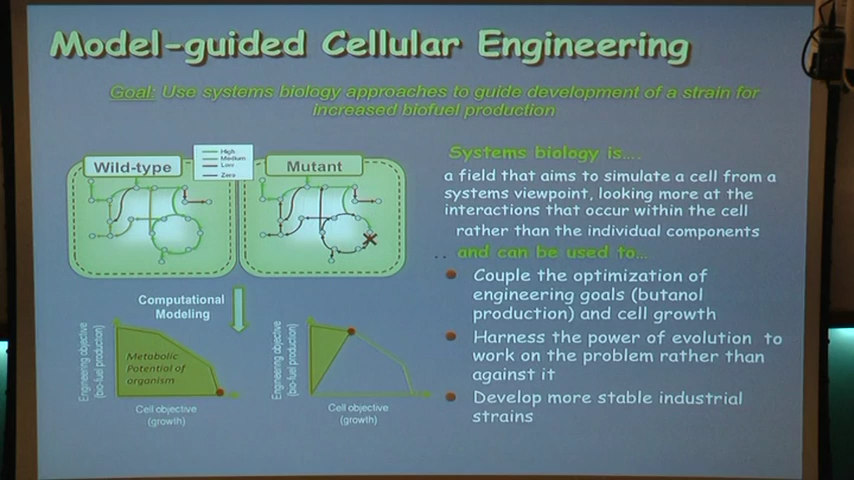 Model-guided Cellular Engineering
Goal: Use systems biology approaches to guide development of a strain for
increased biofuel production
Wild-type
High
Medium
Low
Zero
Mutant
Computational
Modeling
Engineering objective
(bio-fuel production)
Metabolic
Potential of
organism
Cell objective
(growth)
Engineering objective
(bio-fuel production)
Cell objective
(growth)
Systems biology is....
a field that aims to simulate a cell from a
systems viewpoint, looking more at the
interactions that occur within the cell
rather than the individual components
.. and can be used to...
Couple the optimization of
engineering goals (butanol
production) and cell growth
Harness the power of evolution to
work on the problem rather than
against it
Develop more stable industrial
strains